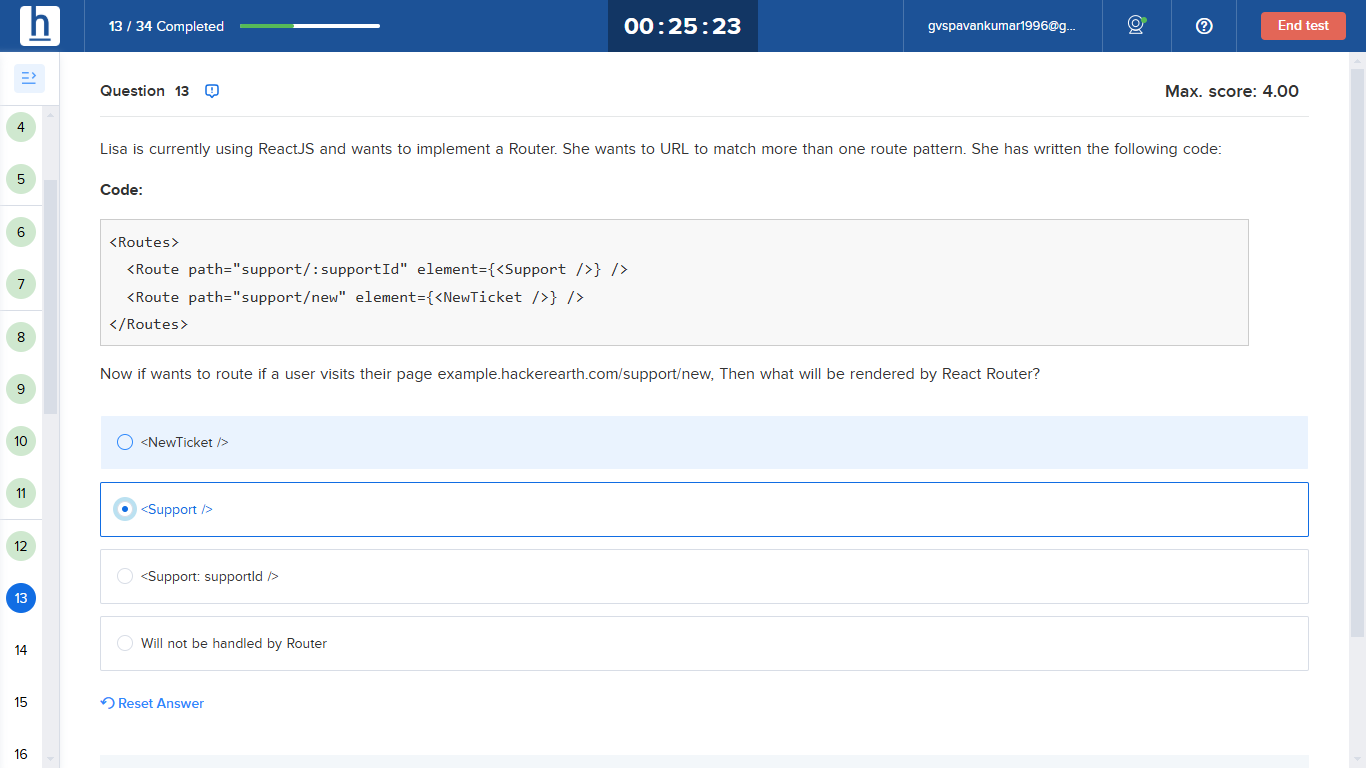 h
13 / 34 Completed
00:25:23
gvspavankumar1996@g...
End test
Question 13
Max. score: 4.00
4
5
6
7
8
9
10
11
12
13
14
15
16
Lisa is currently using ReactJS and wants to implement a Router. She wants to URL to match more than one route pattern. She has written the following code:
Code:
<Routes>
  <Route path="support/:supportId" element={<Support />} />
  <Route path="support/new" element={<NewTicket />} />
</Routes>
Now if wants to route if a user visits their page example.hackerearth.com/support/new, Then what will be rendered by React Router?
<NewTicket />
<Support />
<Support: supportId />
Will not be handled by Router
Reset Answer